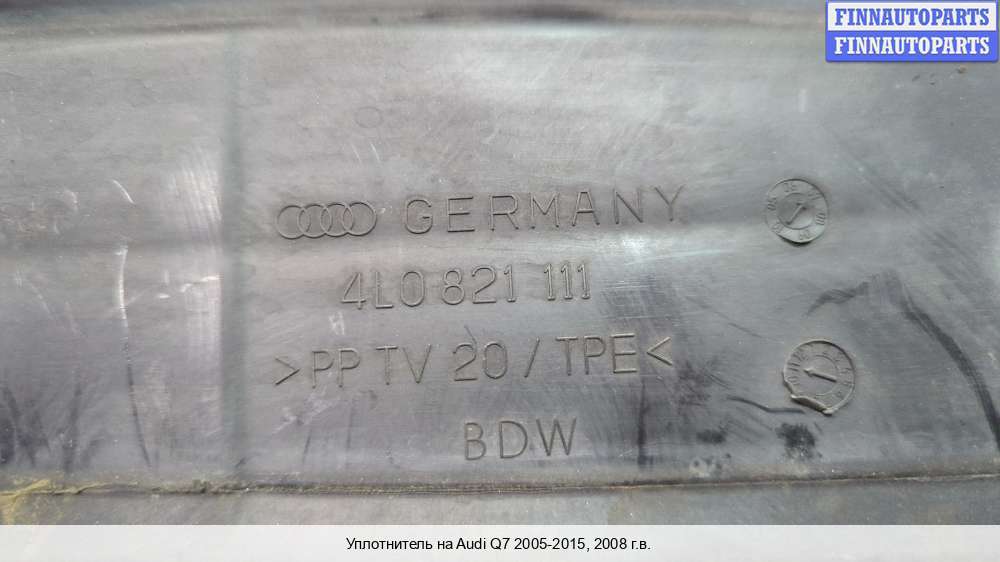 FINNAUTOPARTS
FINNAUTOPARTS
GERMANY
4L0 821 111
>PP TV 20 / TPE<
BDW
Уплотнитель на Audi Q7 2005-2015, 2008 г.в.